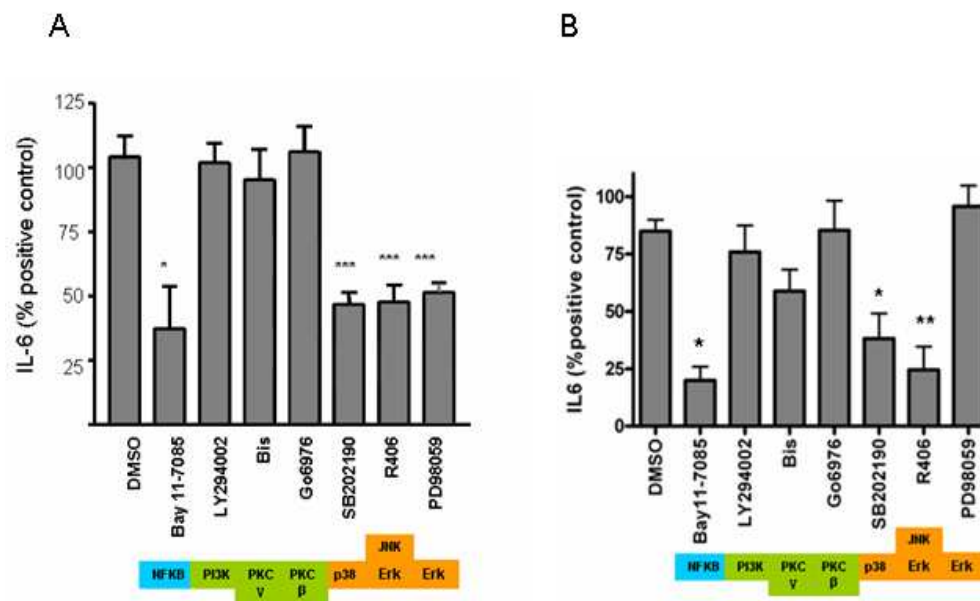 A
B
IL-6 (% positive control)
125
100
75
50
25
*
***
***
***
DMSO
Bay 11-7085
LY294002
Bis
Go6976
SB202190
R406
PD98059
JNK
NFKB PI3K PKC PKC p38 Erk Erk
V β
IL6 (%positive control)
100
75
50
25
0
*
*
**
DMSO
Bay11-7085
LY294002
Bis
Go6976
SB202190
R406
PD98059
JNK
NFKB PI3K PKC PKC p38 Erk Erk
V β